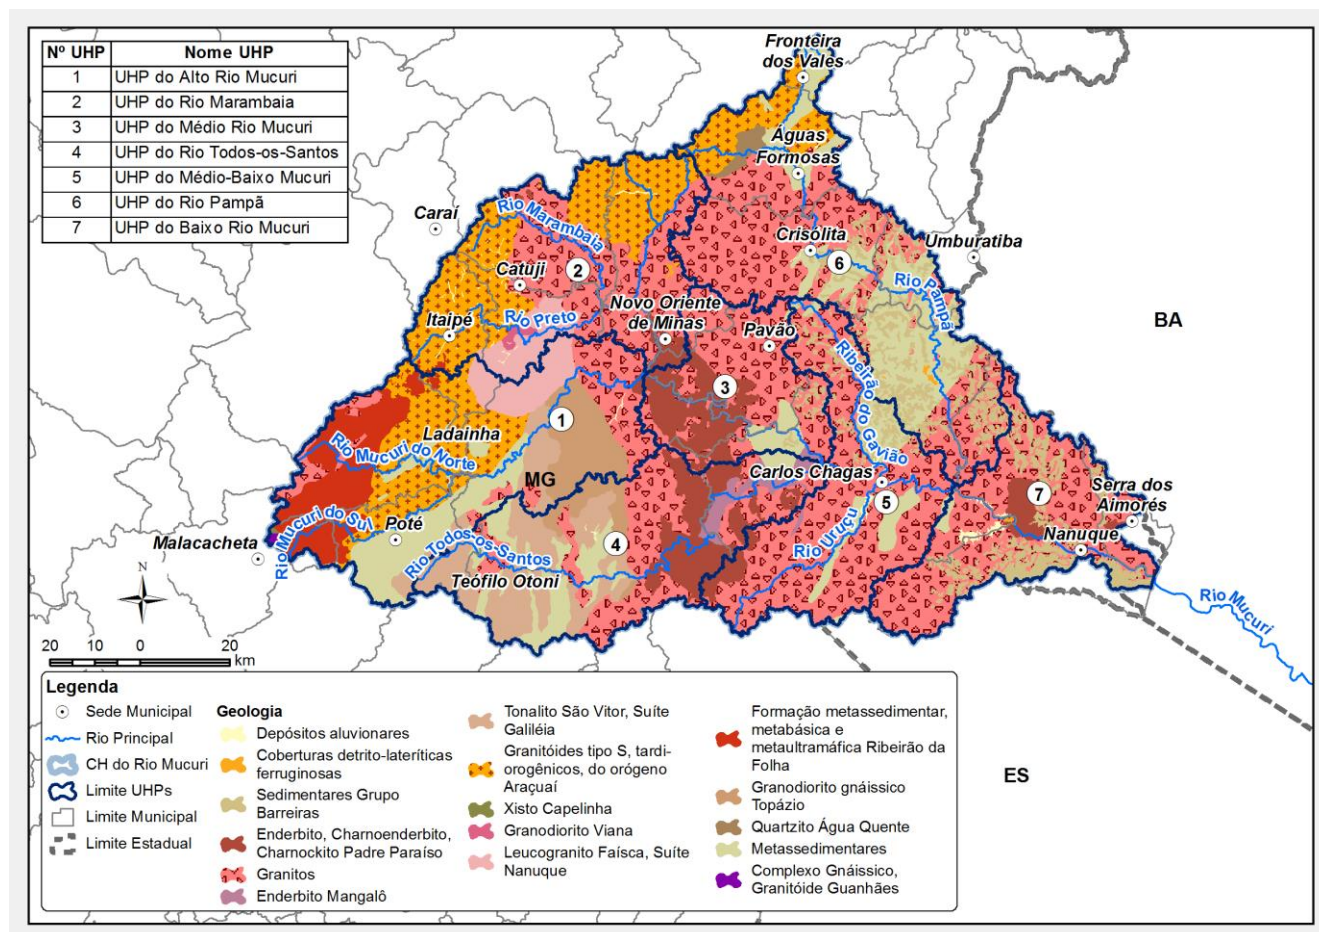 Nº UHP Nome UHP
1 UHP do Alto Rio Mucuri
2 UHP do Rio Marambaia
3 UHP do Médio Rio Mucuri
4 UHP do Rio Todos-os-Santos
5 UHP do Médio-Baixo Mucuri
6 UHP do Rio Pampã
7 UHP do Baixo Rio Mucuri
Fronteira
dos Vales
Águas
Formosas
Caraí
Rio Marambaia
Crisolita
Umburatiba
Catuji
2
6
Rio Pampã
Novo Oriente
de Minas
Itaipé
Rio Preto
Pavão
BA
Ribeirão do Gavião
3
1
Ladainha
Rio Mucuri do Norte
MG
Carlos Chagas
5
7
Serra dos
Aimorés
Rio Mucuri do Sul
Poté
Malacacheta
Rio Todos-os-Santos
4
Rio Uruçu
Nanuque
Teófilo Otoni
Rio Mucuri
N
20 10 0 20
km
ES
Legenda
Sede Municipal
Rio Principal
CH do Rio Mucuri
Limite UHPs
Limite Municipal
Limite Estadual
Geologia
Depósitos aluvionares
Coberturas detrito-lateríticas
ferruginosas
Sedimentares Grupo
Barreiras
Enderbito, Charnoenderbito,
Charnockito Padre Paraíso
Granitos
Enderbito Mangalô
Tonalito São Vitor, Suíte
Galiléia
Granitóides tipo S, tardi-
orogênicos, do orógeno
Araçuaí
Xisto Capelinha
Granodiorito Viana
Leucogranito Faísca, Suíte
Nanuque
Formação metassedimentar,
metabásica e
metaultramáfica Ribeirão da
Folha
Granodiorito gnáissico
Topázio
Quartzito Água Quente
Metassedimentares
Complexo Gnáissico,
Granitóide Guanhães